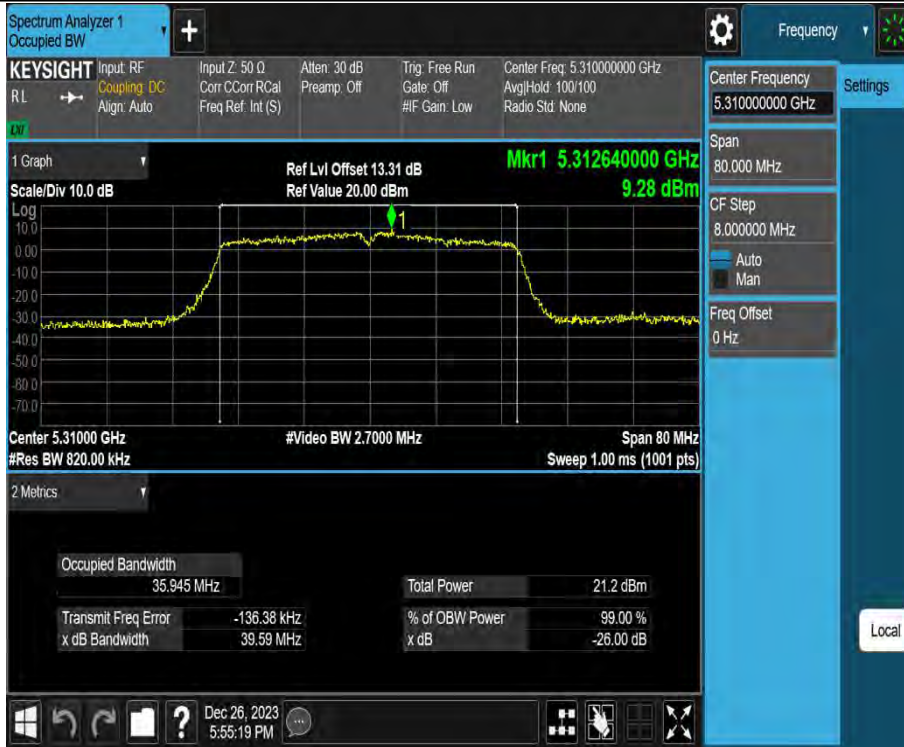 Spectrum Analyzer 1
Occupied BW
Frequency
KEYSIGHT
RL
LXI
Input: RF
Coupling: DC
Align: Auto
Input Z: 50 Ω
Corr CCorr RCal
Freq Ref: Int (S)
Atten: 30 dB
Preamp: Off
Trig: Free Run
Gate: Off
#IF Gain: Low
Center Freq: 5.310000000 GHz
Avg|Hold: 100/100
Radio Std: None
Center Frequency
5.310000000 GHz
Settings
Span
80.000 MHz
CF Step
8.000000 MHz
Auto
Man
Freq Offset
0 Hz
Local
1 Graph
Scale/Div 10.0 dB
Ref Lvl Offset 13.31 dB
Ref Value 20.00 dBm
Mkr1 5.312640000 GHz
9.28 dBm
Log
10.0
0.00
-10.0
-20.0
-30.0
-40.0
-50.0
-60.0
-70.0
1
Center 5.31000 GHz
#Video BW 2.7000 MHz
Span 80 MHz
#Res BW 820.00 kHz
Sweep 1.00 ms (1001 pts)
2 Metrics
Occupied Bandwidth
35.945 MHz
Total Power 21.2 dBm
Transmit Freq Error -136.38 kHz
% of OBW Power 99.00 %
x dB Bandwidth 39.59 MHz
x dB -26.00 dB
Dec 26, 2023
5:55:19 PM